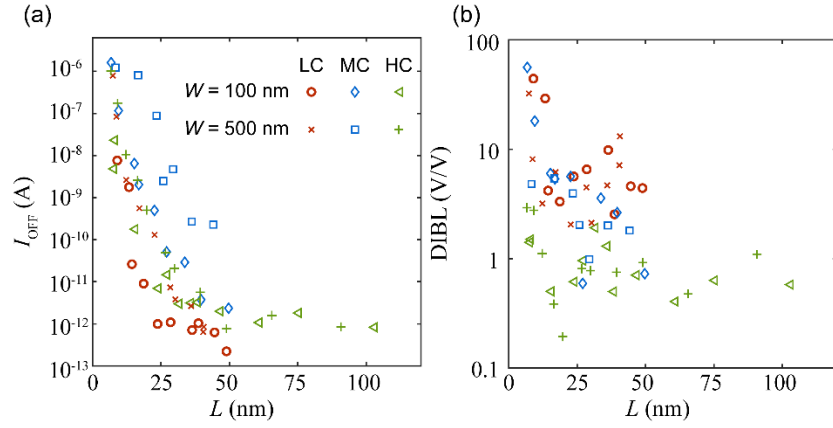 (a)
(b)
LC MC HC
W = 100 nm
W = 500 nm
10⁻⁶
10⁻⁷
10⁻⁸
10⁻⁹
10⁻¹⁰
10⁻¹¹
10⁻¹²
10⁻¹³
I_OFF (A)
0 25 50 75 100
L (nm)
100
10
1
0.1
DIBL (V/V)
0 25 50 75 100
L (nm)